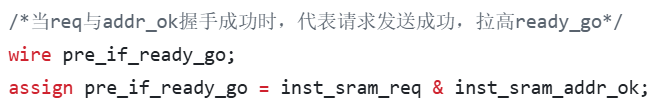 /*当req与addr_ok握手成功时，代表请求发送成功，拉高ready_go*/
wire pre_if_ready_go;
assign pre_if_ready_go = inst_sram_req & inst_sram_addr_ok;